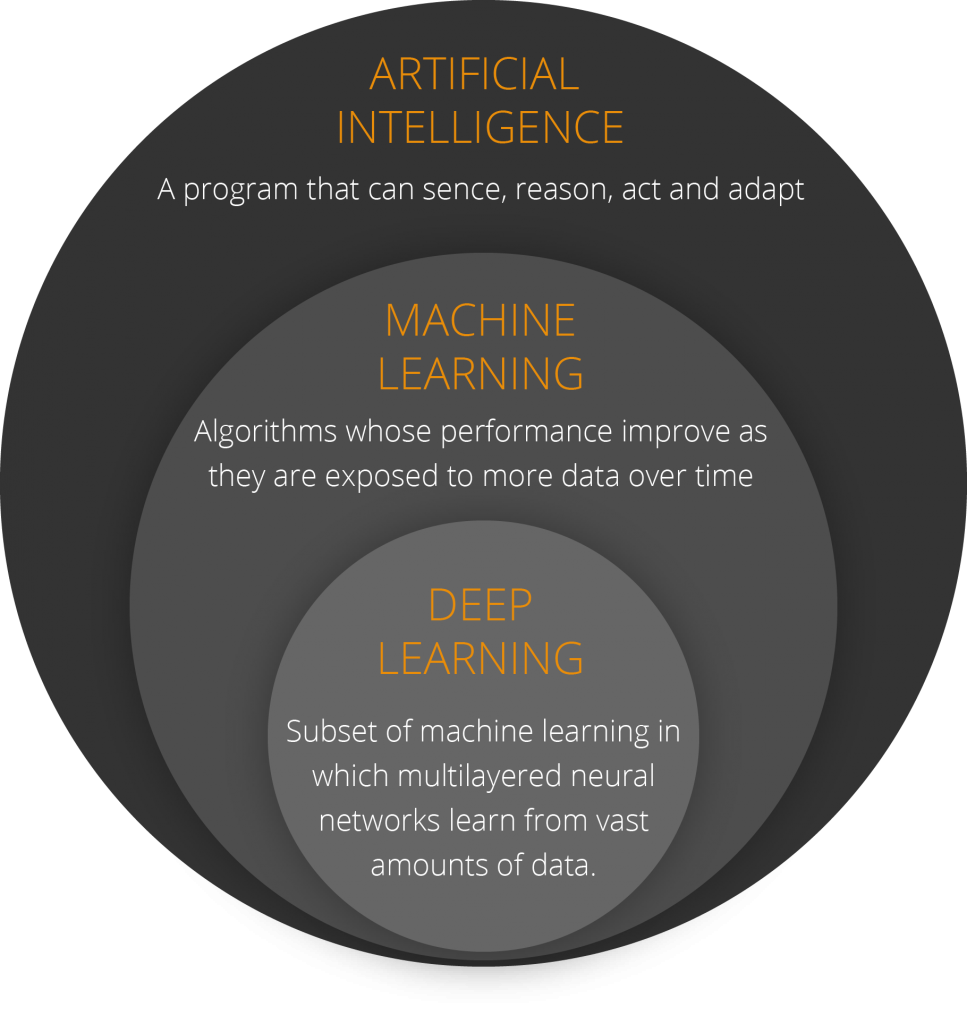 ARTIFICIAL
INTELLIGENCE
A program that can sence, reason, act and adapt
MACHINE
LEARNING
Algorithms whose performance improve as
they are exposed to more data over time
DEEP
LEARNING
Subset of machine learning in
which multilayered neural
networks learn from vast
amounts of data.